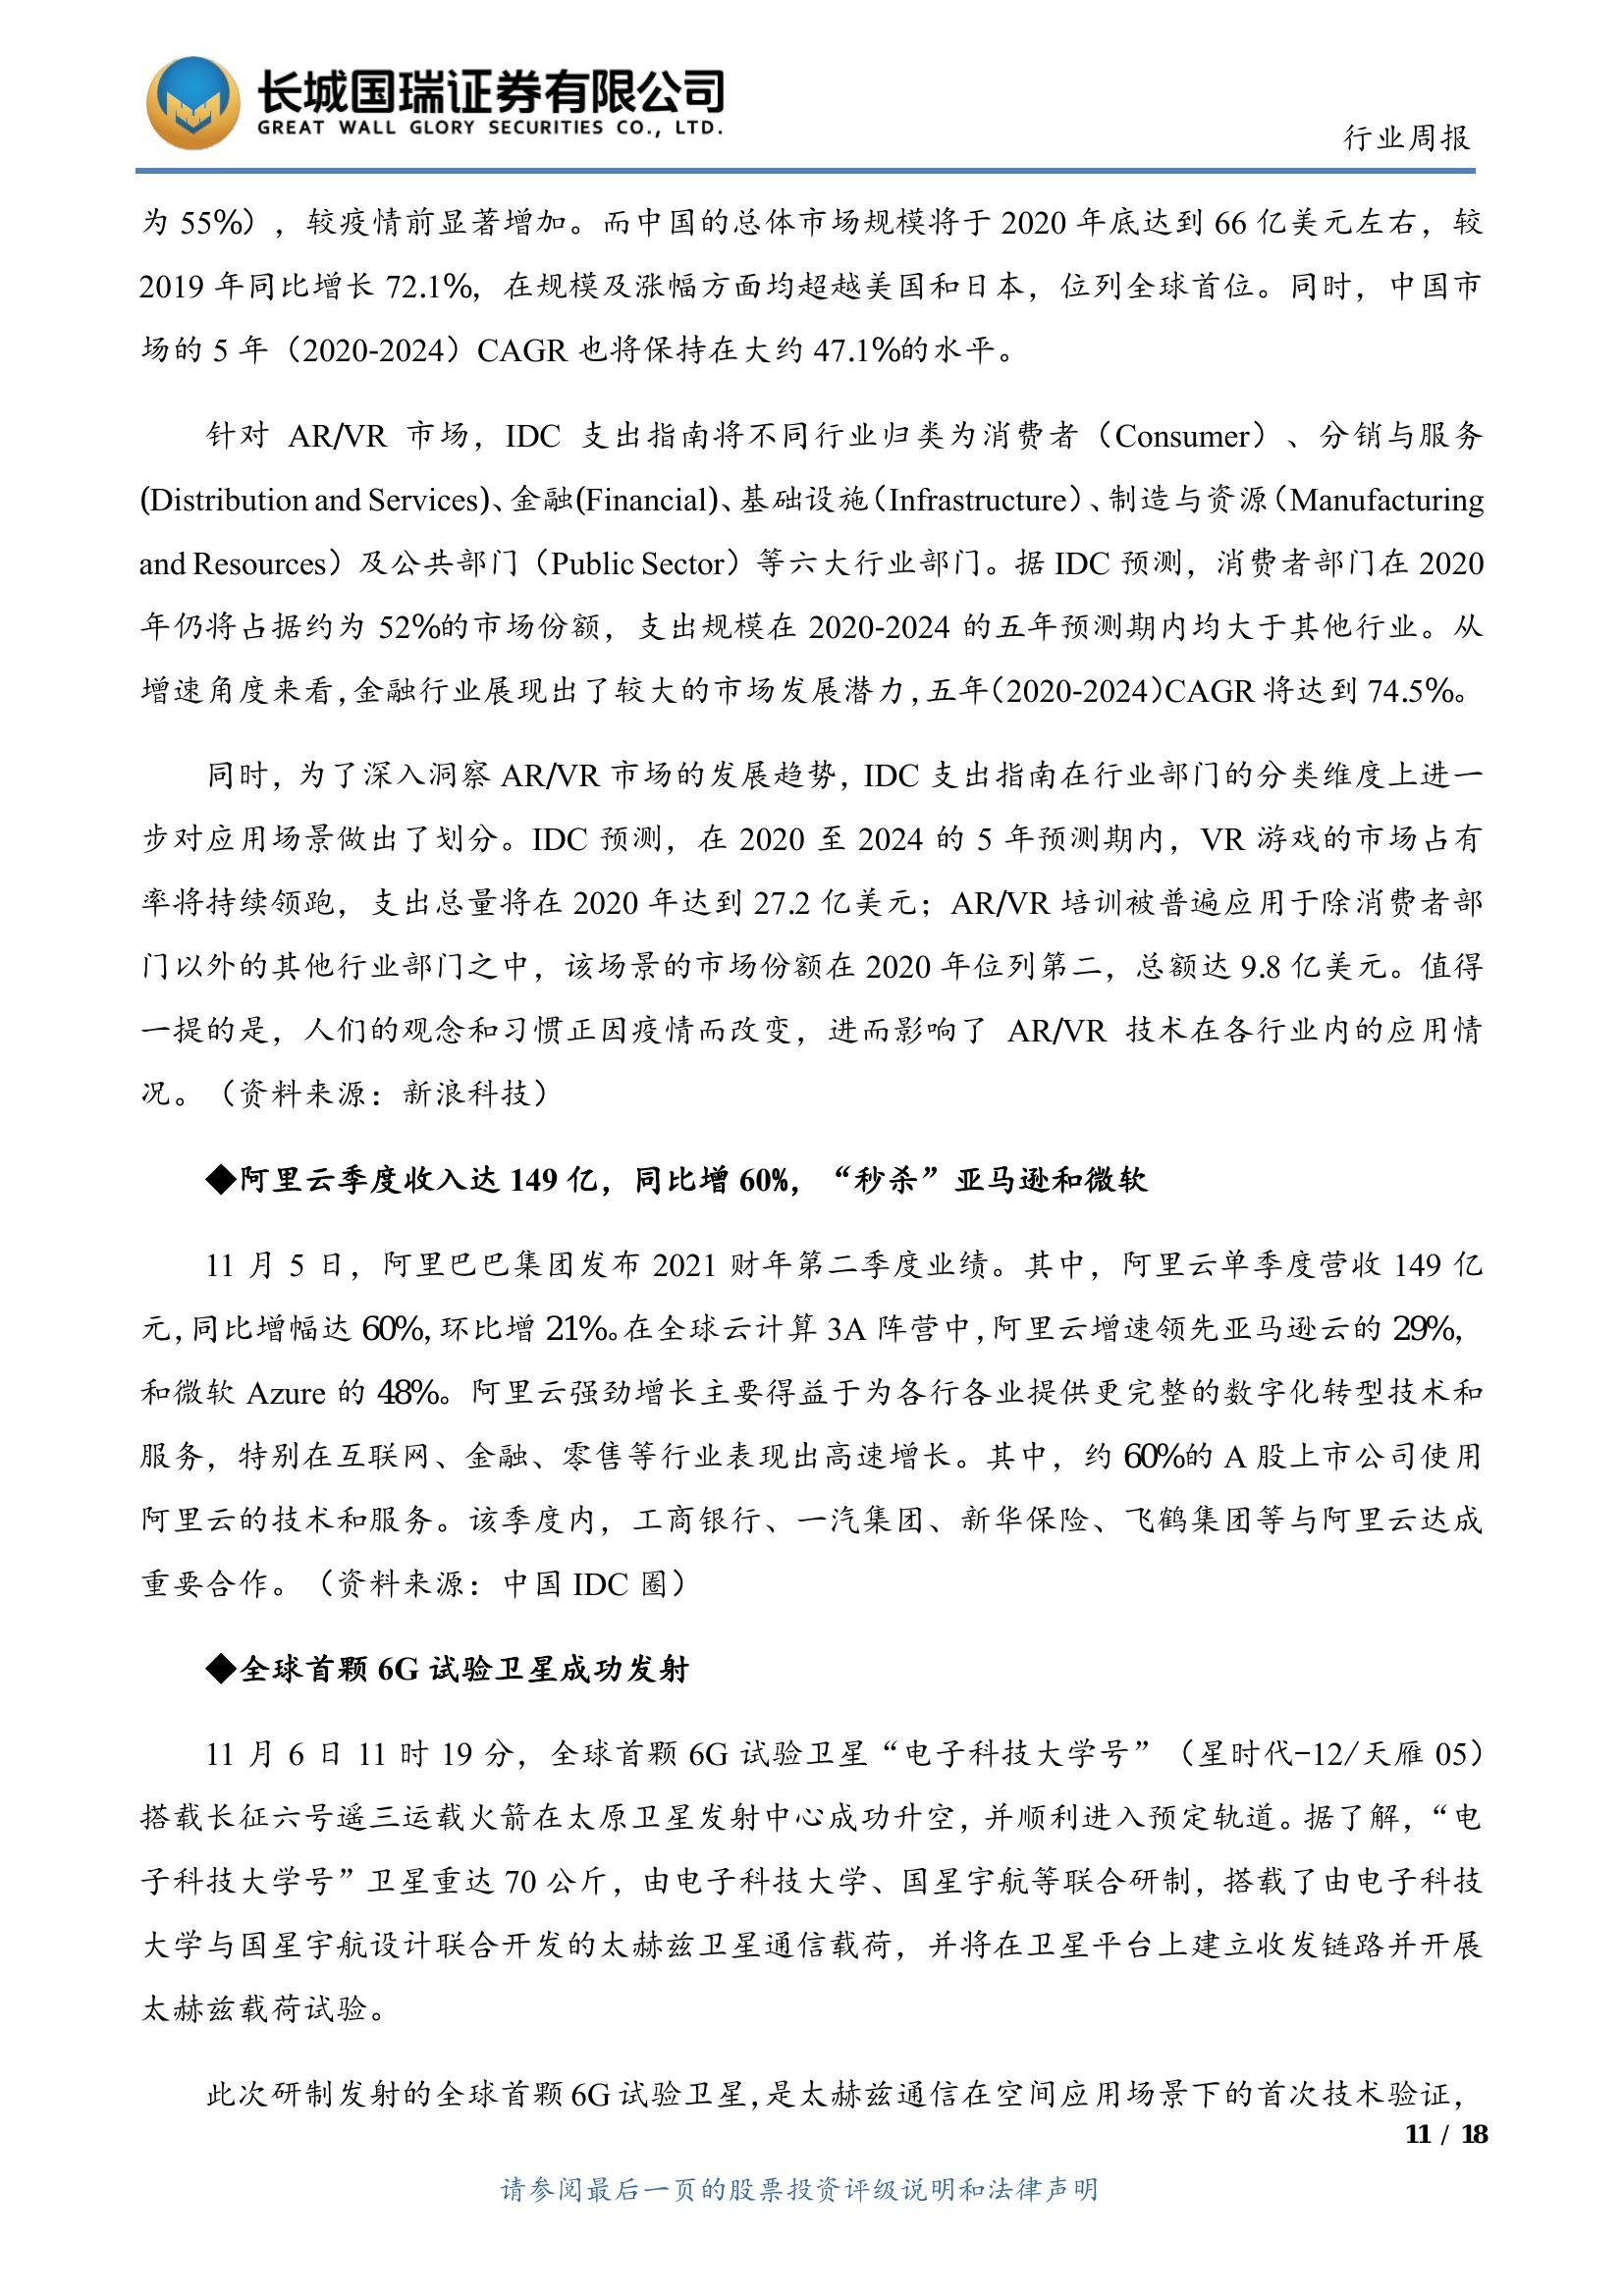 长城国瑞证券有限公司
GREAT WALL GLORY SECURITIES CO., LTD.
行业周报
为 55%），较疫情前显著增加。而中国的总体市场规模将于 2020 年底达到 66 亿美元左右，较
2019 年同比增长 72.1%，在规模及涨幅方面均超越美国和日本，位列全球首位。同时，中国市
场的 5 年（2020-2024）CAGR 也将保持在大约 47.1%的水平。
针对 AR/VR 市场，IDC 支出指南将不同行业归类为消费者（Consumer）、分销与服务
(Distribution and Services)、金融(Financial)、基础设施（Infrastructure）、制造与资源（Manufacturing
and Resources）及公共部门（Public Sector）等六大行业部门。据 IDC 预测，消费者部门在 2020
年仍将占据约为 52%的市场份额，支出规模在 2020-2024 的五年预测期内均大于其他行业。从
增速角度来看，金融行业展现出了较大的市场发展潜力，五年（2020-2024）CAGR 将达到 74.5%。
同时，为了深入洞察 AR/VR 市场的发展趋势，IDC 支出指南在行业部门的分类维度上进一
步对应用场景做出了划分。IDC 预测，在 2020 至 2024 的 5 年预测期内，VR 游戏的市场占有
率将持续领跑，支出总量将在 2020 年达到 27.2 亿美元；AR/VR 培训被普遍应用于除消费者部
门以外的其他行业部门之中，该场景的市场份额在 2020 年位列第二，总额达 9.8 亿美元。值得
一提的是，人们的观念和习惯正因疫情而改变，进而影响了 AR/VR 技术在各行业内的应用情
况。（资料来源：新浪科技）
◆阿里云季度收入达 149 亿，同比增 60%，“秒杀”亚马逊和微软
11 月 5 日，阿里巴巴集团发布 2021 财年第二季度业绩。其中，阿里云单季度营收 149 亿
元，同比增幅达 60%，环比增 21%。在全球云计算 3A 阵营中，阿里云增速领先亚马逊云的 29%，
和微软 Azure 的 48%。阿里云强劲增长主要得益于为各行各业提供更完整的数字化转型技术和
服务，特别在互联网、金融、零售等行业表现出高速增长。其中，约 60%的 A 股上市公司使用
阿里云的技术和服务。该季度内，工商银行、一汽集团、新华保险、飞鹤集团等与阿里云达成
重要合作。（资料来源：中国 IDC 圈）
◆全球首颗 6G 试验卫星成功发射
11 月 6 日 11 时 19 分，全球首颗 6G 试验卫星“电子科技大学号”（星时代-12/天雁 05）
搭载长征六号遥三运载火箭在太原卫星发射中心成功升空，并顺利进入预定轨道。据了解，“电
子科技大学号”卫星重达 70 公斤，由电子科技大学、国星宇航等联合研制，搭载了由电子科技
大学与国星宇航设计联合开发的太赫兹卫星通信载荷，并将在卫星平台上建立收发链路并开展
太赫兹载荷试验。
此次研制发射的全球首颗 6G 试验卫星，是太赫兹通信在空间应用场景下的首次技术验证，
11 / 18
请参阅最后一页的股票投资评级说明和法律声明